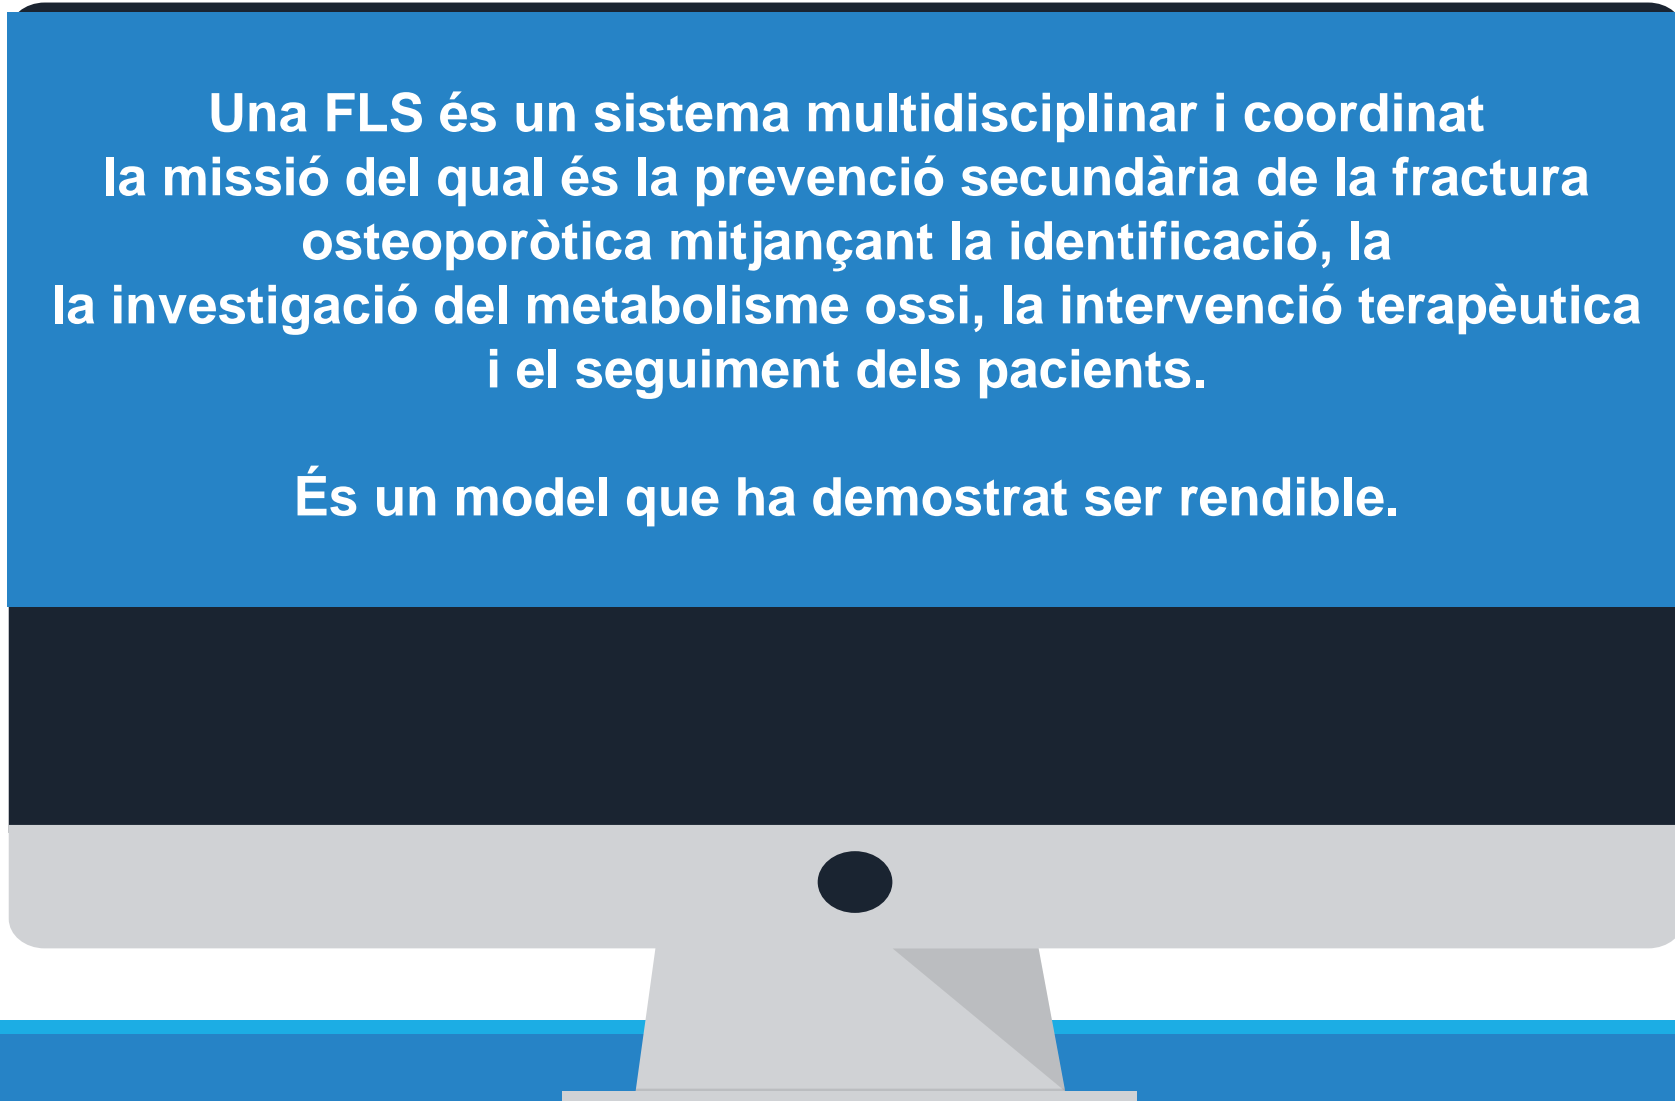 Una FLS és un sistema multidisciplinar i coordinat
la missió del qual és la prevenció secundària de la fractura
osteoporòtica mitjançant la identificació, la
la investigació del metabolisme ossi, la intervenció terapèutica
i el seguiment dels pacients.
És un model que ha demostrat ser rendible.